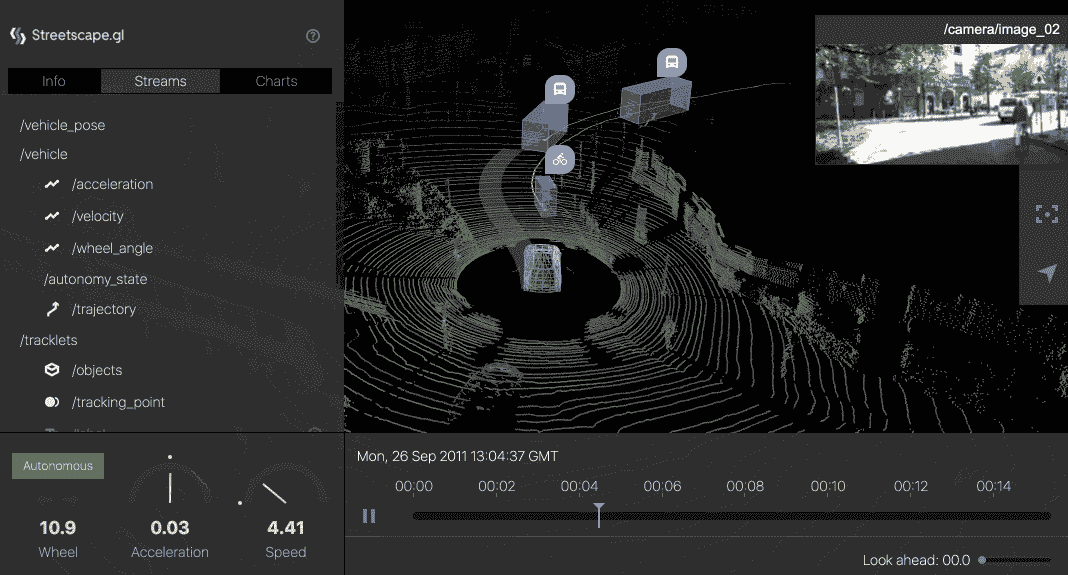 Streetscape.gl
Info Streams Charts
/vehicle_pose
/vehicle
/acceleration
/velocity
/wheel_angle
/autonomy_state
/trajectory
/tracklets
/objects
/tracking_point
/camera/image_02
Autonomous
10.9 0.03 4.41
Wheel Acceleration Speed
Mon, 26 Sep 2011 13:04:37 GMT
00:00 00:02 00:04 00:06 00:08 00:10 00:12 00:14
Look ahead: 00.0